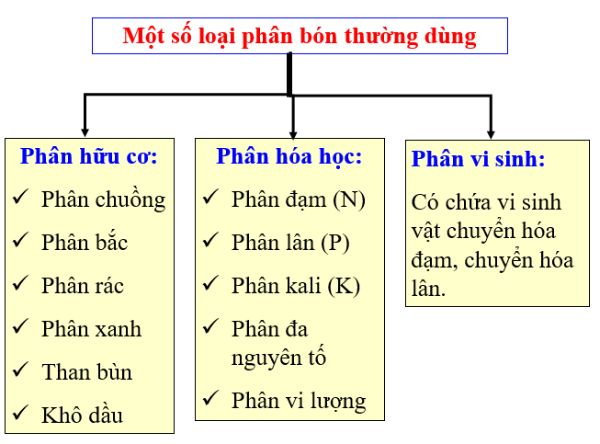 Một số loại phân bón thường dùng
Phân hữu cơ:
✓ Phân chuồng
✓ Phân bắc
✓ Phân rác
✓ Phân xanh
✓ Than bùn
✓ Khô dầu
Phân hóa học:
✓ Phân đạm (N)
✓ Phân lân (P)
✓ Phân kali (K)
✓ Phân đa
nguyên tố
✓ Phân vi lượng
Phân vi sinh:
Có chứa vi sinh
vật chuyển hóa
đạm, chuyển hóa
lân.